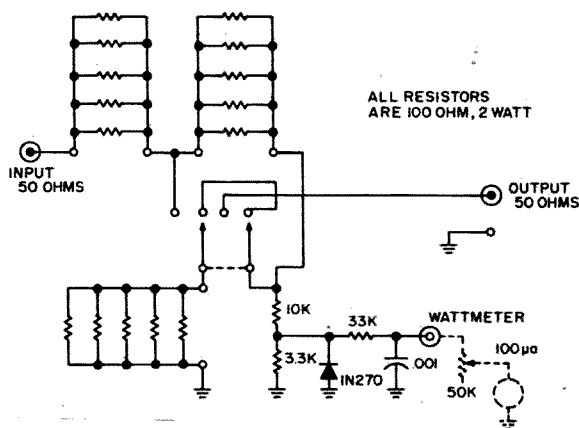 ALL RESISTORS
ARE 100 OHM, 2 WATT
INPUT
50 OHMS
OUTPUT
50 OHMS
10K
33K
WATTMETER
100µa
3.3K
1N270
.001
50K